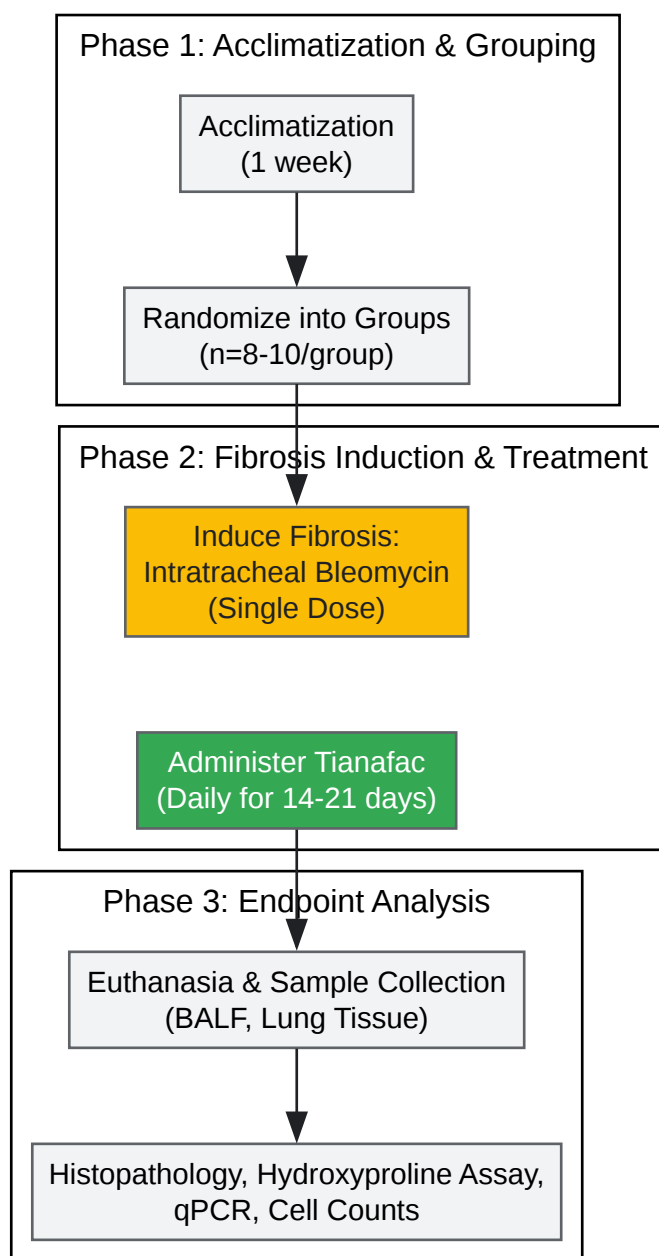 Phase 1: Acclimatization & Grouping
Acclimatization
(1 week)
Randomize into Groups
(n=8-10/group)
Phase 2: Fibrosis Induction & Treatment
Induce Fibrosis:
Intratracheal Bleomycin
(Single Dose)
Administer Tianafac
(Daily for 14-21 days)
Phase 3: Endpoint Analysis
Euthanasia & Sample Collection
(BALF, Lung Tissue)
Histopathology, Hydroxyproline Assay,
qPCR, Cell Counts